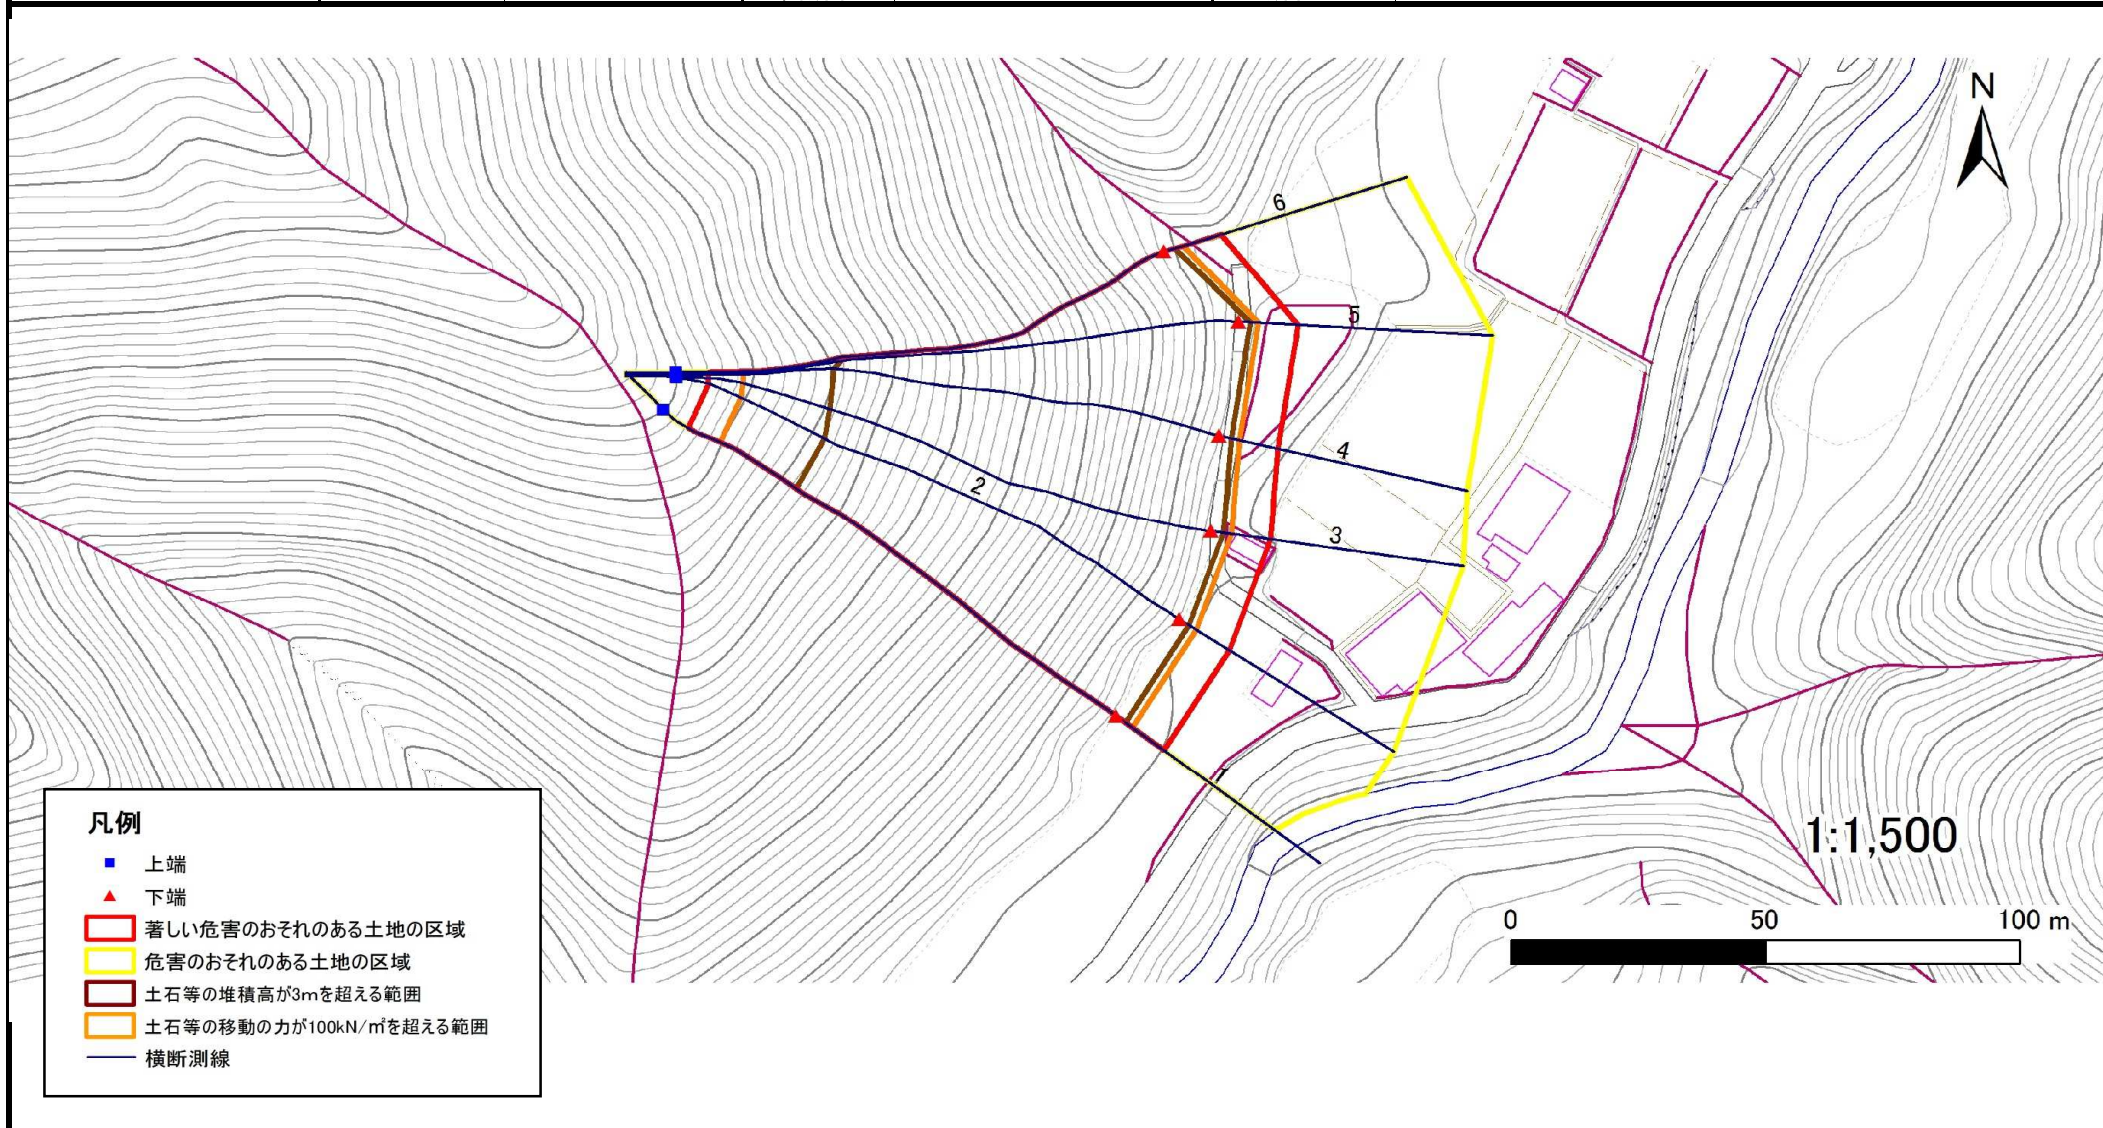 N
6
5
4
2
3
1
1:1,500
0 50 100 m
凡例
上端
下端
著しい危害のおそれのある土地の区域
危害のおそれのある土地の区域
土石等の堆積高が3mを超える範囲
土石等の移動の力が100kN/㎡を超える範囲
横断測線